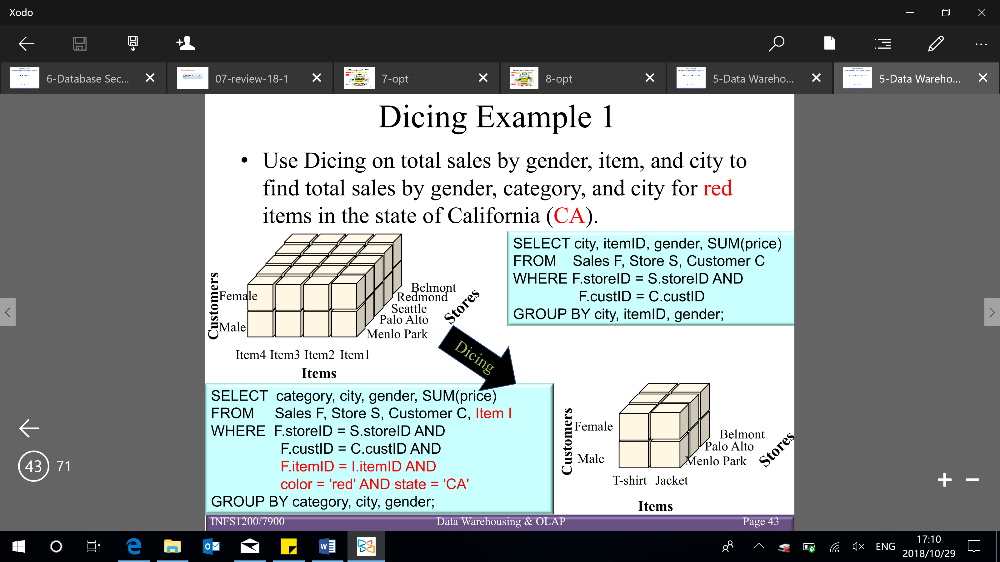 Xodo
6-Database Sec...
07-review-18-1
7-opt
8-opt
5-Data Wareho...
5-Data Wareho...
Dicing Example 1
• Use Dicing on total sales by gender, item, and city to
find total sales by gender, category, and city for red
items in the state of California (CA).
Customers
Female
Male
Belmont
Redmond
Seattle
Palo Alto
Menlo Park
Stores
Item4 Item3 Item2 Item1
Items
SELECT city, itemID, gender, SUM(price)
FROM Sales F, Store S, Customer C
WHERE F.storeID = S.storeID AND
F.custID = C.custID
GROUP BY city, itemID, gender;
Dicing
SELECT category, city, gender, SUM(price)
FROM Sales F, Store S, Customer C, Item I
WHERE F.storeID = S.storeID AND
F.custID = C.custID AND
F.itemID = I.itemID AND
color = 'red' AND state = 'CA'
GROUP BY category, city, gender;
Customers
Female
Male
Belmont
Palo Alto
Menlo Park
Stores
T-shirt Jacket
Items
INFS1200/7900 Data Warehousing & OLAP Page 43
43 71
ENG
17:10
2018/10/29